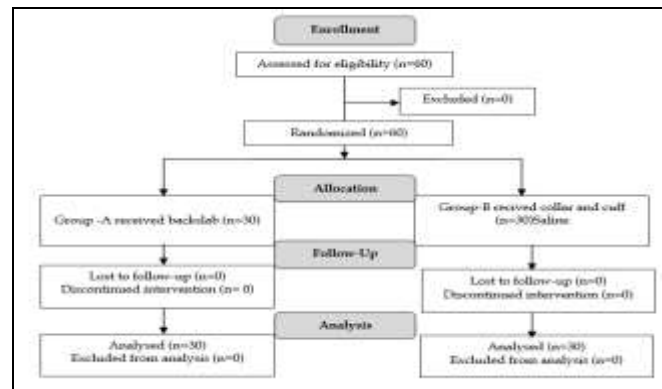 Enrollment
Assessed for eligibility (n=60)
Excluded (n=0)
Randomized (n=60)
Allocation
Group -A received backslab (n=30)
Group-B recived collar and cuff
(n=30)Saline
Follow-Up
Lost to follow-up (n=0)
Discontinued intervention (n= 0)
Lost to follow-up (n=0)
Discontinued intervention (n=0)
Analysis
Analysed (n=30)
Excluded from analysis (n=0)
Analysed (n=30)
Excluded from analysis (n=0)